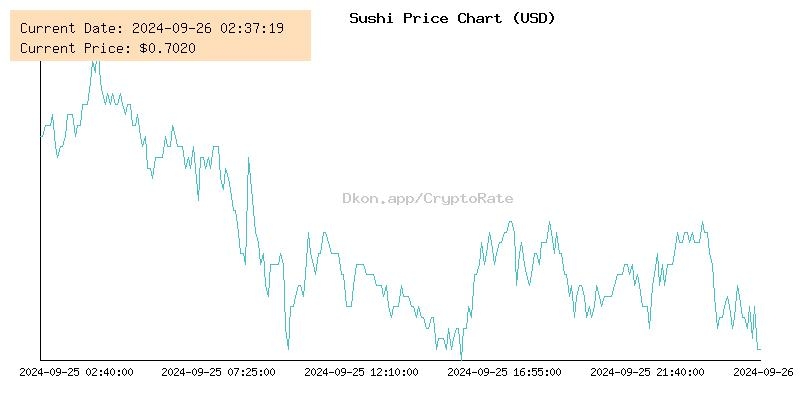 Sushi Price Chart (USD)
Current Date: 2024-09-26 02:37:19
Current Price: $0.7020
Dkon.app/CryptoRate
2024-09-25 02:40:00 2024-09-25 07:25:00 2024-09-25 12:10:00 2024-09-25 16:55:00 2024-09-25 21:40:00 2024-09-26